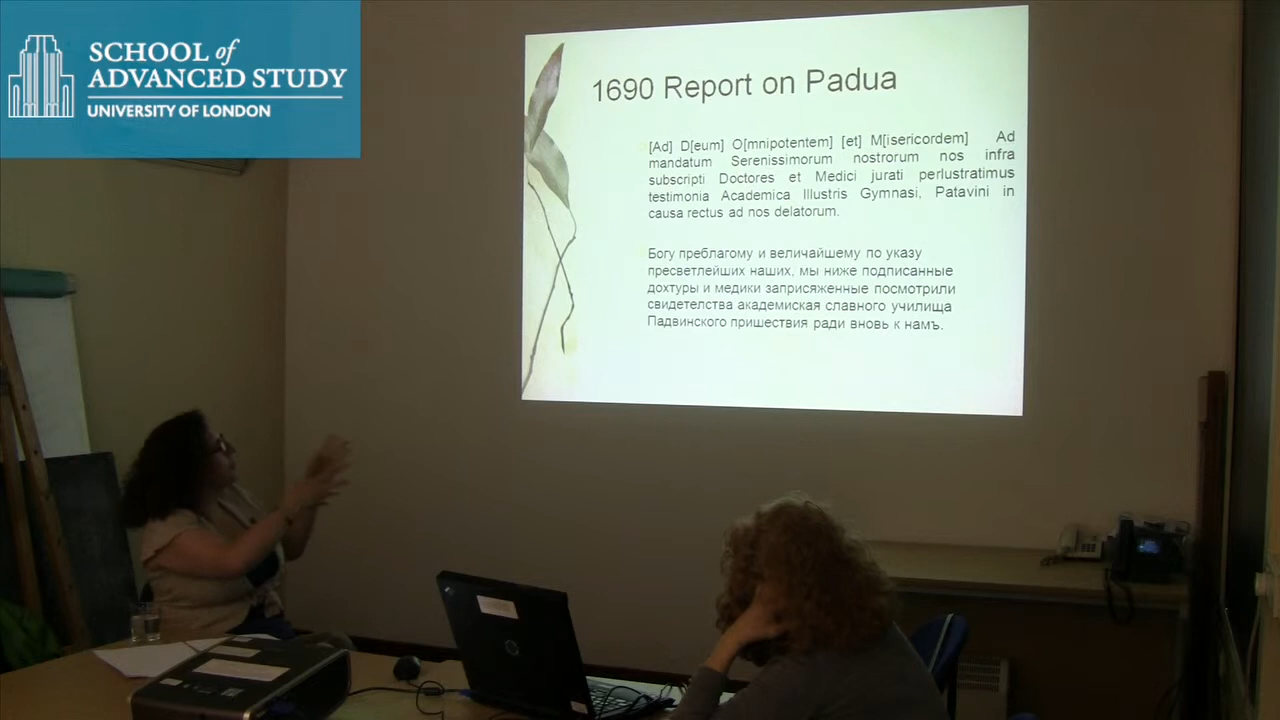 SCHOOL of
ADVANCED STUDY
UNIVERSITY OF LONDON
1690 Report on Padua
[Ad] D[eum] O[mnipotentem] [et] M[isericordem] Ad
mandatum Serenissimorum nostrorum nos infra
subscripti Doctores et Medici jurati perlustratimus
testimonia Academica Illustris Gymnasi, Patavini in
causa rectus ad nos delatorum.
Богу преблагому и величайшему по указу
пресветлейших наших, мы ниже подписанные
дохтуры и медики заприсяженные посмотрили
свидетелства академиская славного училища
Падвинского пришествия ради вновь к намъ.